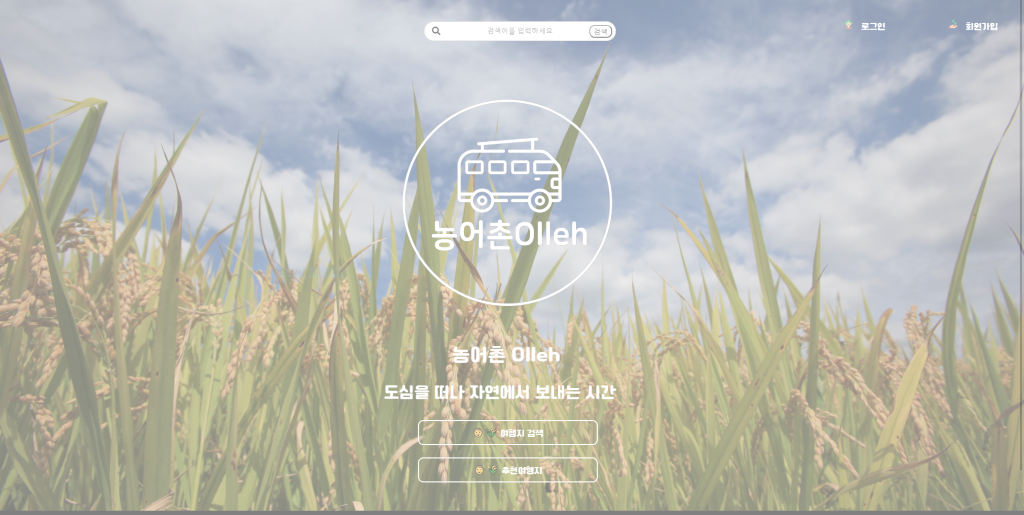 검색어를 입력하세요
검색
로그인
회원가입
농어촌Olleh
농어촌 Olleh
도심을 떠나 자연에서 보내는 시간
여행지 검색
추천여행지